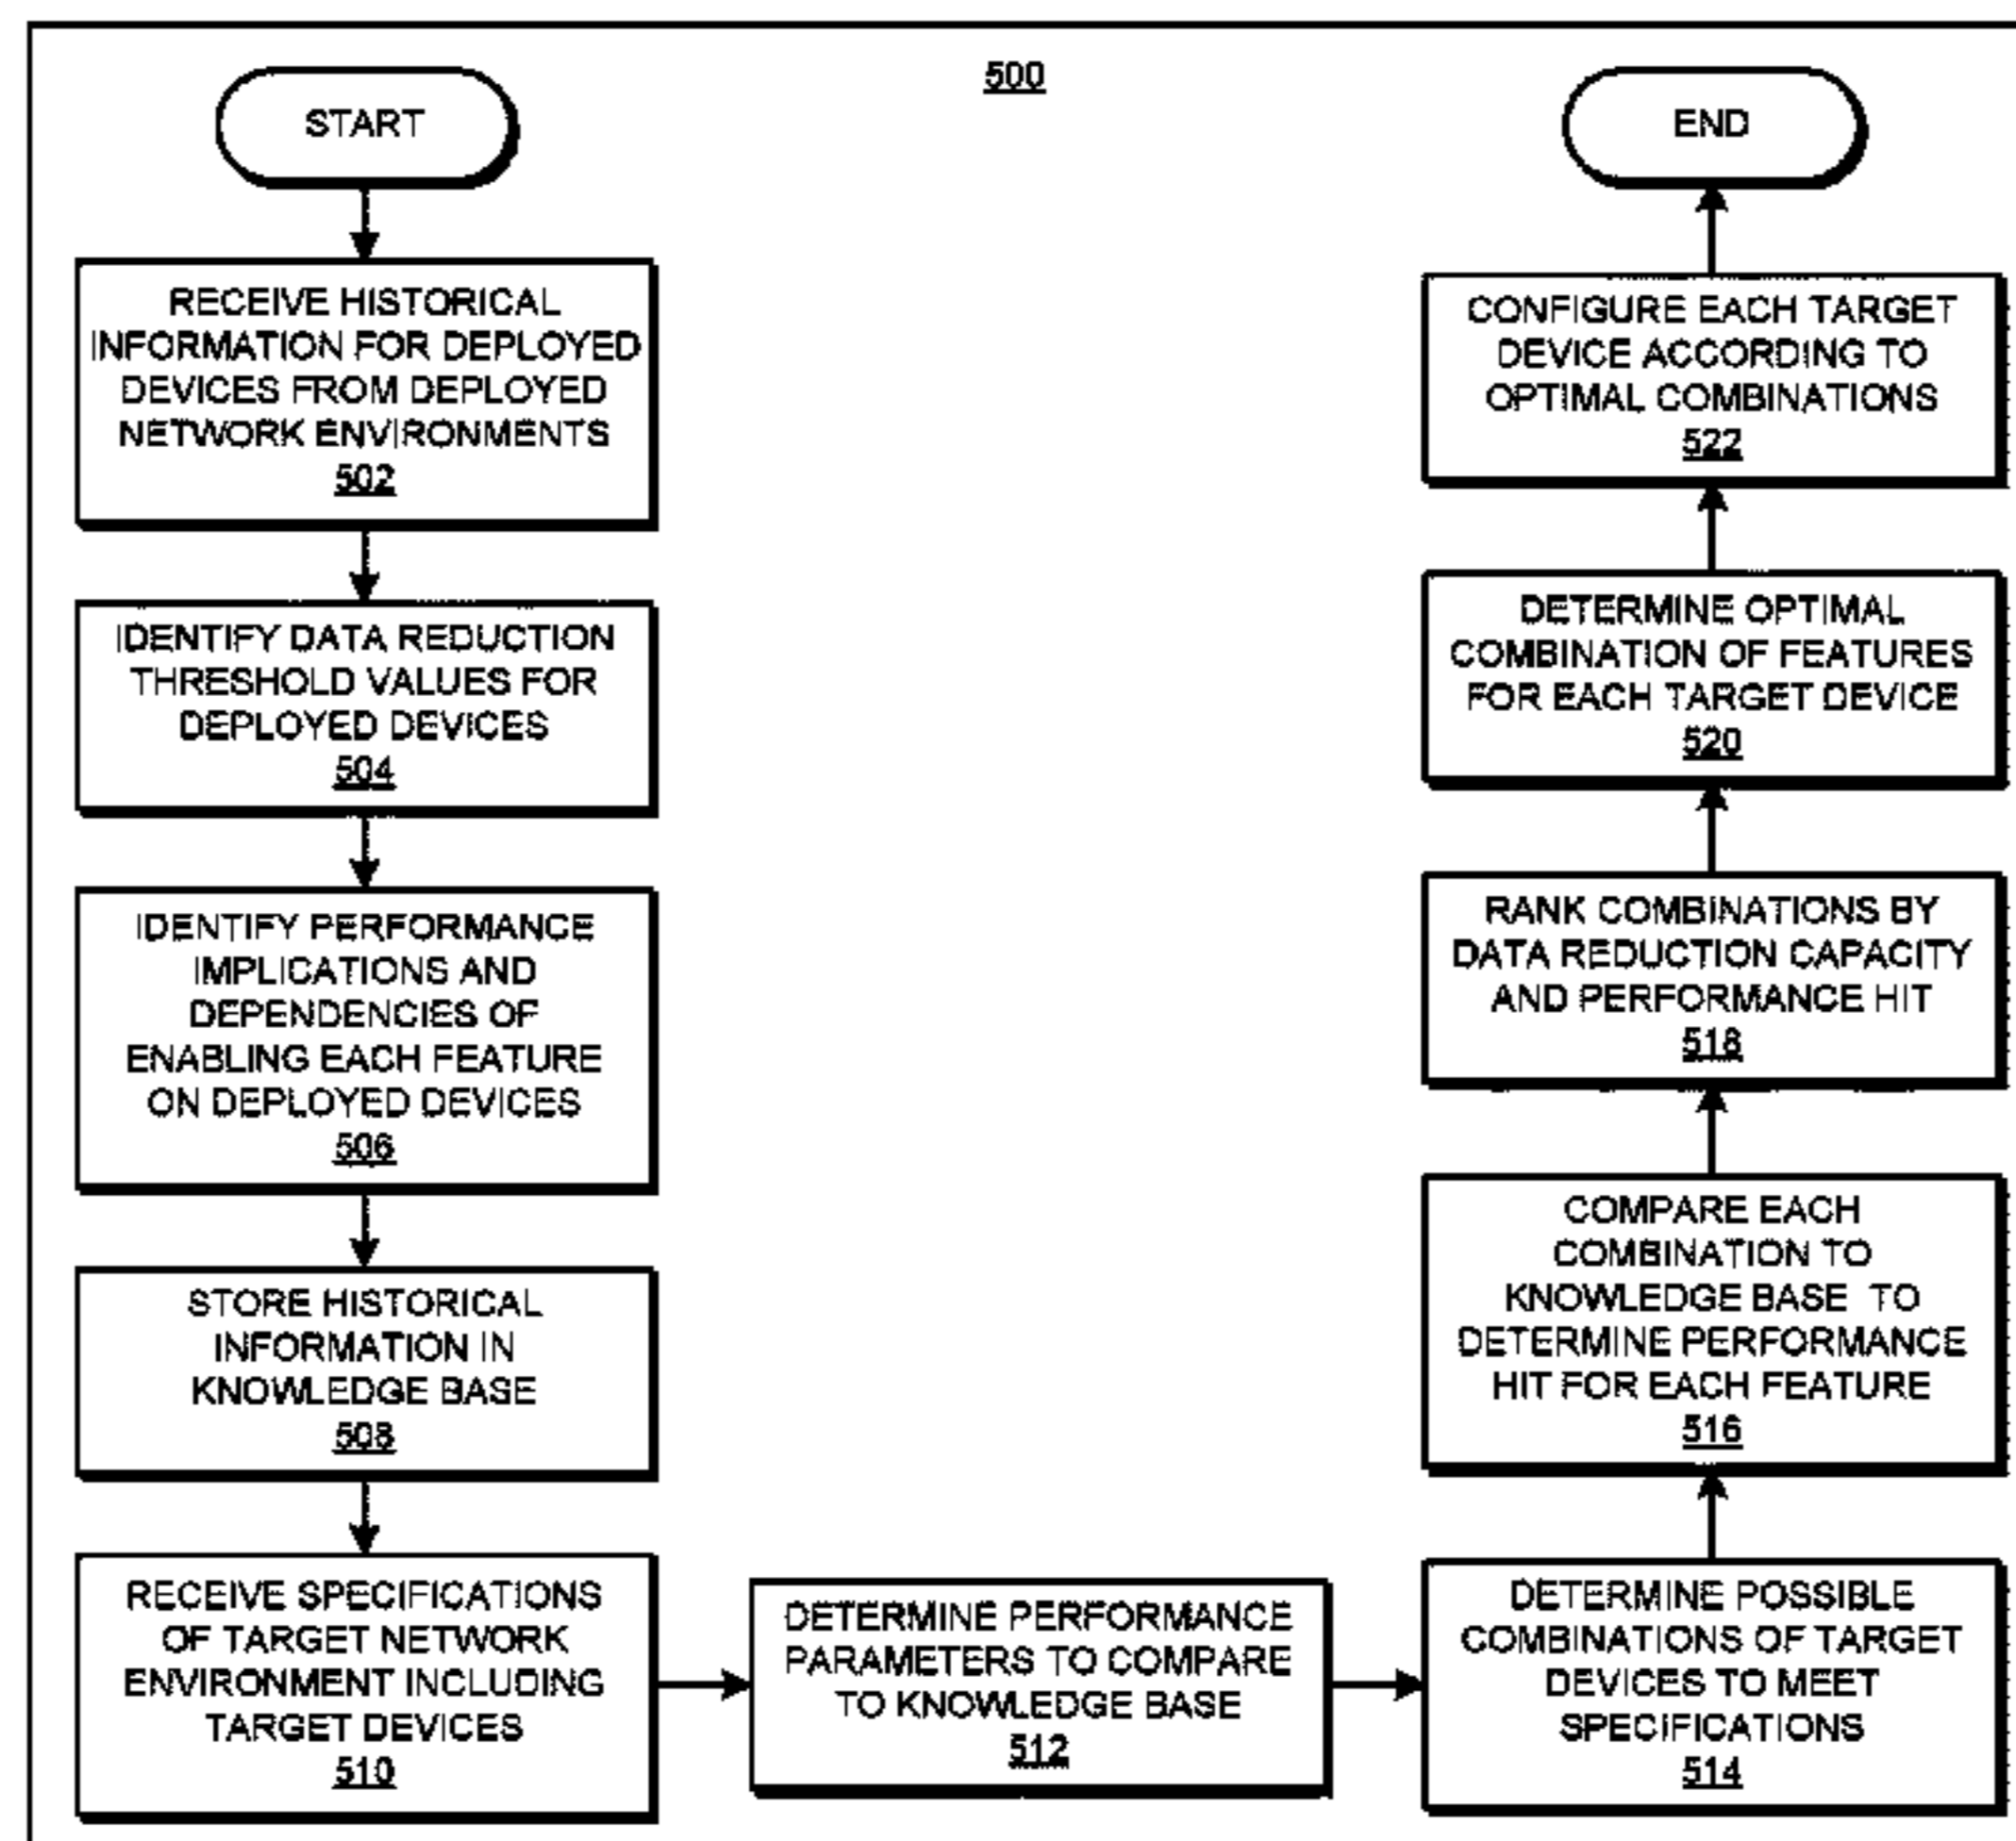 500
START
RECEIVE HISTORICAL
INFORMATION FOR DEPLOYED
DEVICES FROM DEPLOYED
NETWORK ENVIRONMENTS
502
IDENTIFY DATA REDUCTION
THRESHOLD VALUES FOR
DEPLOYED DEVICES
504
IDENTIFY PERFORMANCE
IMPLICATIONS AND
DEPENDENCIES OF
ENABLING EACH FEATURE
ON DEPLOYED DEVICES
506
STORE HISTORICAL
INFORMATION IN
KNOWLEDGE BASE
508
RECEIVE SPECIFICATIONS
OF TARGET NETWORK
ENVIRONMENT INCLUDING
TARGET DEVICES
510
DETERMINE PERFORMANCE
PARAMETERS TO COMPARE
TO KNOWLEDGE BASE
512
DETERMINE POSSIBLE
COMBINATIONS OF TARGET
DEVICES TO MEET
SPECIFICATIONS
514
COMPARE EACH
COMBINATION TO
KNOWLEDGE BASE TO
DETERMINE PERFORMANCE
HIT FOR EACH FEATURE
516
RANK COMBINATIONS BY
DATA REDUCTION CAPACITY
AND PERFORMANCE HIT
518
DETERMINE OPTIMAL
COMBINATION OF FEATURES
FOR EACH TARGET DEVICE
520
CONFIGURE EACH TARGET
DEVICE ACCORDING TO
OPTIMAL COMBINATIONS
522
END